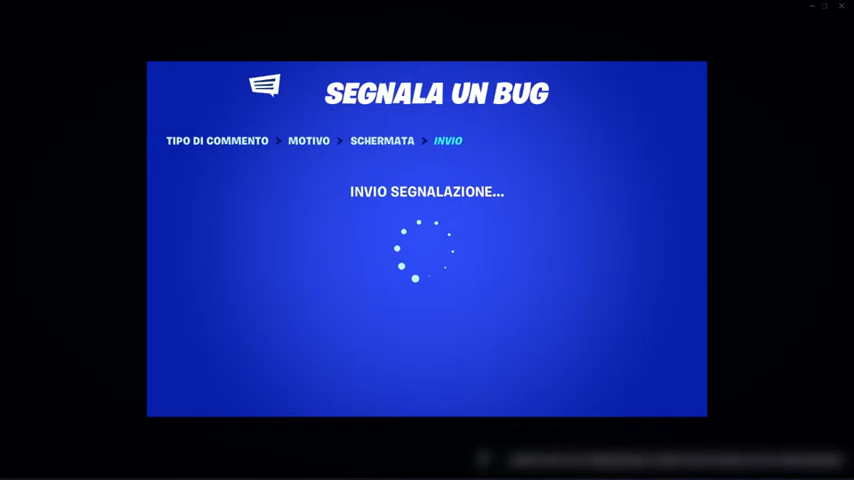 SEGNALA UN BUG
TIPO DI COMMENTO > MOTIVO > SCHERMATA > INVIO
INVIO SEGNALAZIONE...